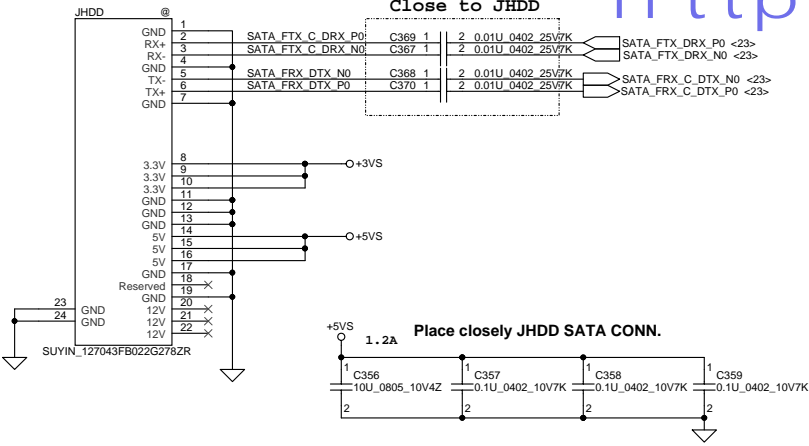 Close to JHDD
http
JHDD @
GND 1
RX+ 2 SATA_FTX_C_DRX_P0 C369 1 2 0.01U_0402_25V7K SATA_FTX_DRX_P0 <23>
RX- 3 SATA_FTX_C_DRX_N0 C367 1 2 0.01U_0402_25V7K SATA_FTX_DRX_N0 <23>
GND 4
TX- 5 SATA_FRX_DTX_N0 C368 1 2 0.01U_0402_25V7K SATA_FRX_C_DTX_N0 <23>
TX+ 6 SATA_FRX_DTX_P0 C370 1 2 0.01U_0402_25V7K SATA_FRX_C_DTX_P0 <23>
GND 7
3.3V 8 +3VS
3.3V 9
3.3V 10
GND 11
GND 12
GND 13
5V 14 +5VS
5V 15
5V 16
GND 17
Reserved 18
GND 19
12V 20
12V 21
12V 22
23 GND
24 GND
SUYIN_127043FB022G278ZR
+5VS
1.2A
Place closely JHDD SATA CONN.
1 C356 10U_0805_10V4Z 2
1 C357 0.1U_0402_10V7K 2
1 C358 0.1U_0402_10V7K 2
1 C359 0.1U_0402_10V7K 2